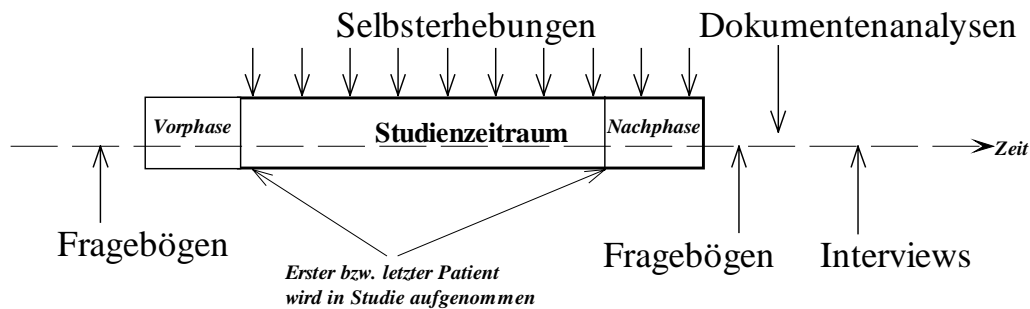 Selbsterhebungen
Dokumentenanalysen
Vorphase
Studienzeitraum
Nachphase
Zeit
Fragebögen
Fragebögen
Interviews
Erster bzw. letzter Patient
wird in Studie aufgenommen